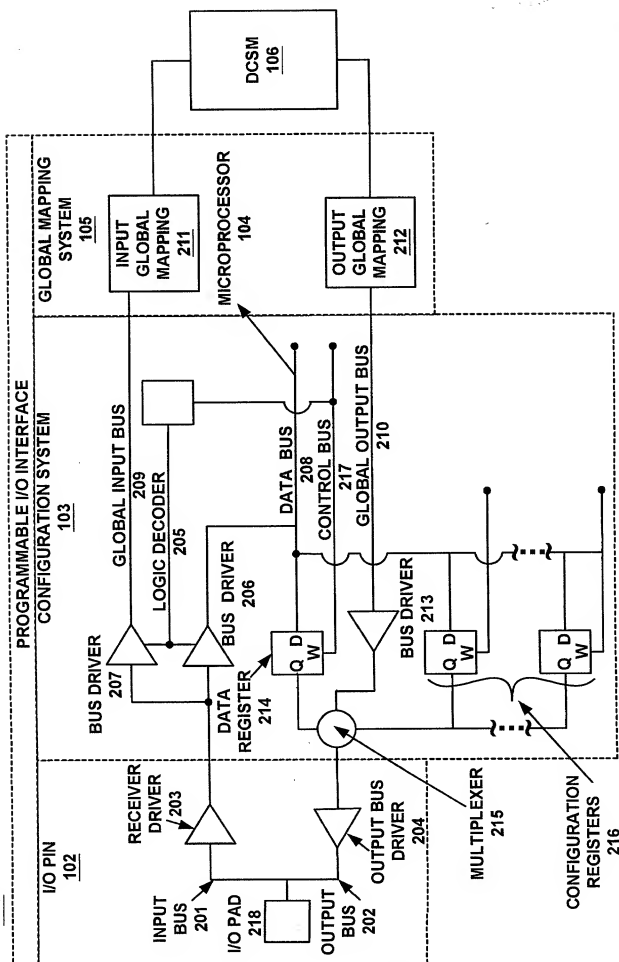 PROGRAMMABLE I/O INTERFACE
I/O PIN
102
CONFIGURATION SYSTEM
103
GLOBAL MAPPING
SYSTEM
105
DCSM
106
BUS DRIVER
207
GLOBAL INPUT BUS
209
INPUT
GLOBAL
MAPPING
211
LOGIC DECODER
205
MICROPROCESSOR
104
RECEIVER
DRIVER
203
BUS DRIVER
206
DATA BUS
208
CONTROL BUS
217
INPUT
BUS
201
DATA
REGISTER
214
Q D
W
GLOBAL OUTPUT BUS
210
OUTPUT
GLOBAL
MAPPING
212
I/O PAD
218
OUTPUT
BUS
202
OUTPUT BUS
DRIVER
204
BUS DRIVER
213
Q D
W
Q D
W
MULTIPLEXER
215
CONFIGURATION
REGISTERS
216